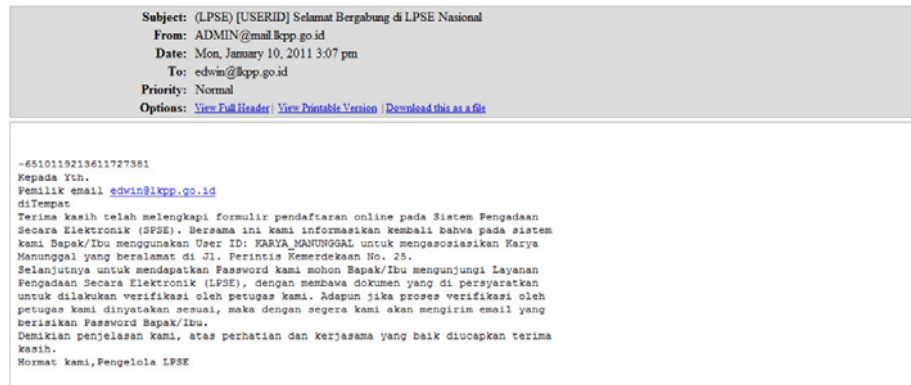 Subject: (LPSE) [USERID] Selamat Bergabung di LPSE Nasional
From: ADMIN@mail.lkpp.go.id
Date: Mon, January 10, 2011 3:07 pm
To: edwin@lkpp.go.id
Priority: Normal
Options: View Full Header | View Printable Version | Download this as a file
-6510119213611727381
Kepada Yth.
Pemilik email edwin@lkpp.go.id
diTempat
Terima kasih telah melengkapi formulir pendaftaran online pada Sistem Pengadaan
Secara Elektronik (SPSE). Bersama ini kami informasikan kembali bahwa pada sistem
kami Bapak/Ibu menggunakan User ID: KARYA_MANUNGGAL untuk mengasosiasikan Karya
Manunggal yang beralamat di Jl. Perintis Kemerdekaan No. 25.
Selanjutnya untuk mendapatkan Password kami mohon Bapak/Ibu mengunjungi Layanan
Pengadaan Secara Elektronik (LPSE), dengan membawa dokumen yang di persyaratkan
untuk dilakukan verifikasi oleh petugas kami. Adapun jika proses verifikasi oleh
petugas kami dinyatakan sesuai, maka dengan segera kami akan mengirim email yang
berisikan Password Bapak/Ibu.
Demikian penjelasan kami, atas perhatian dan kerjasama yang baik diucapkan terima
kasih.
Hormat kami,Pengelola LPSE